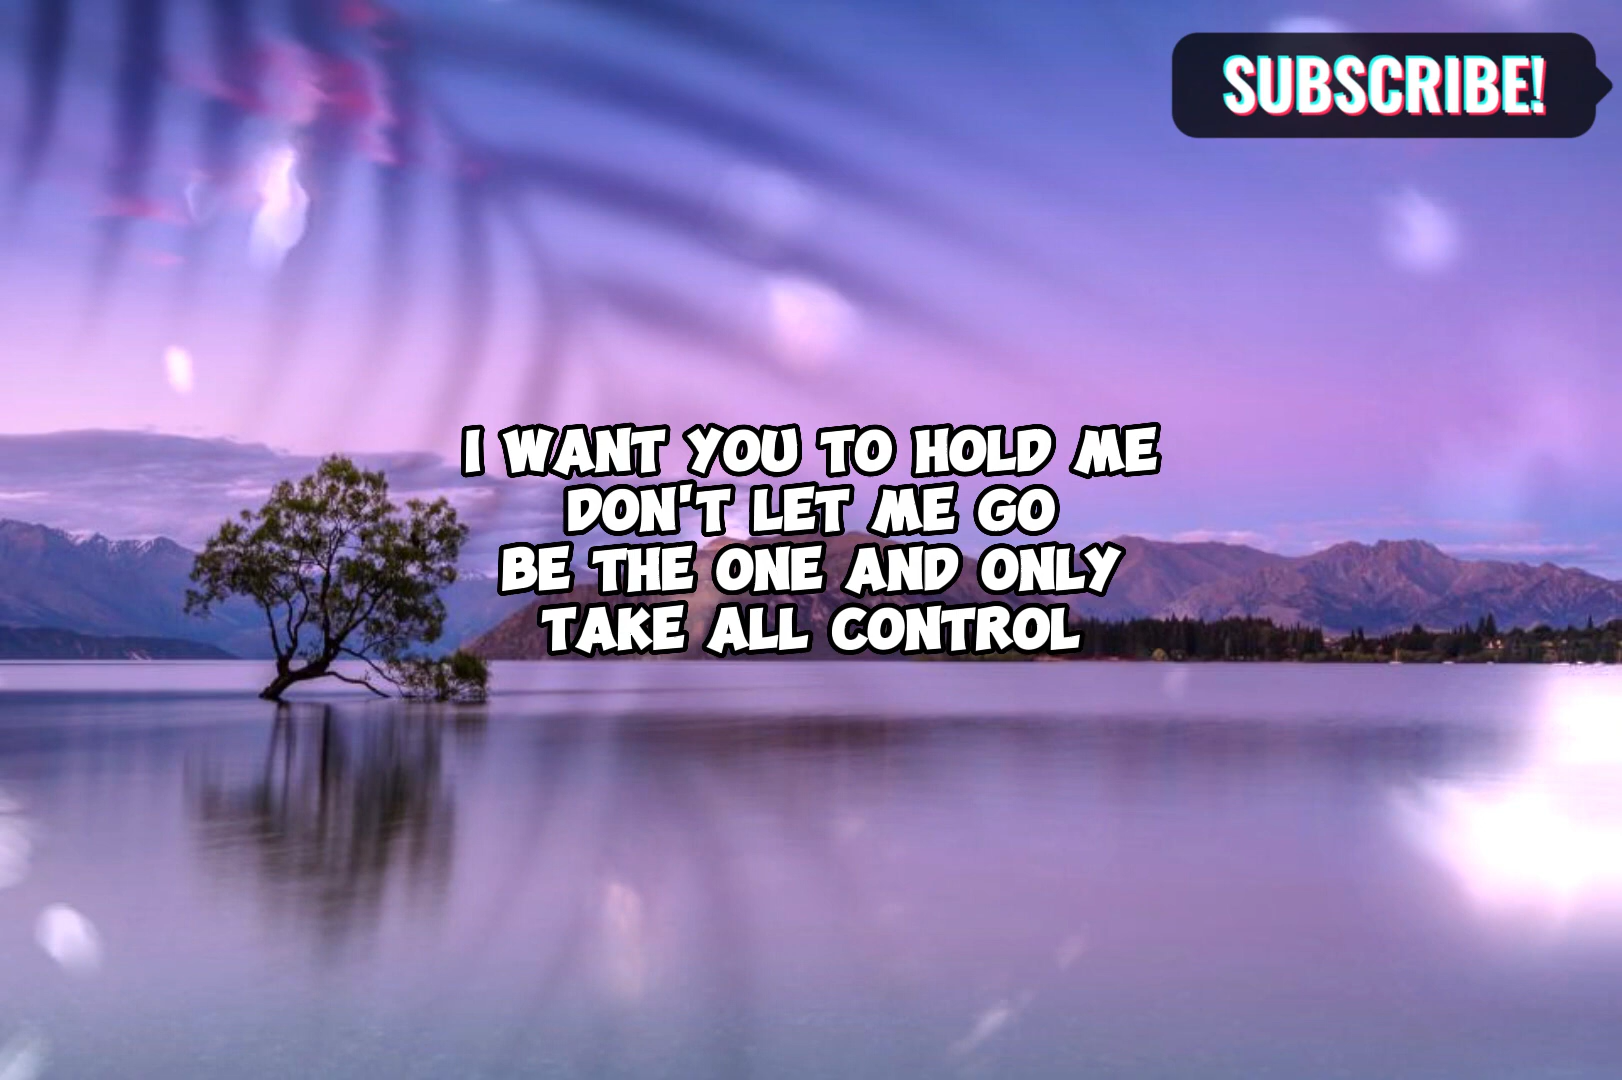 SUBSCRIBE!
I WANT YOU TO HOLD ME
DON'T LET ME GO
BE THE ONE AND ONLY
TAKE ALL CONTROL